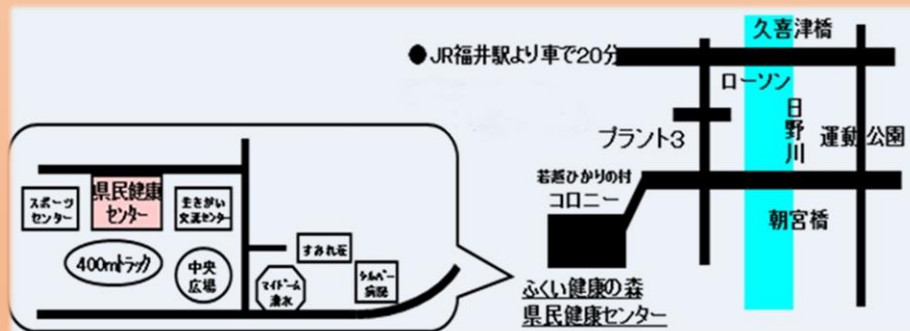 久喜津橋
●JR福井駅より車で20分
ローソン
日野川
プラント3
運動公園
若越ひかりの村
コロニー
朝宮橋
ふくい健康の森
県民健康センター
スポーツ
センター
県民健康
センター
生きがい
交流センター
400mトラック
中央
広場
すみれ荘
マイドーム
清水
シルバー
病院